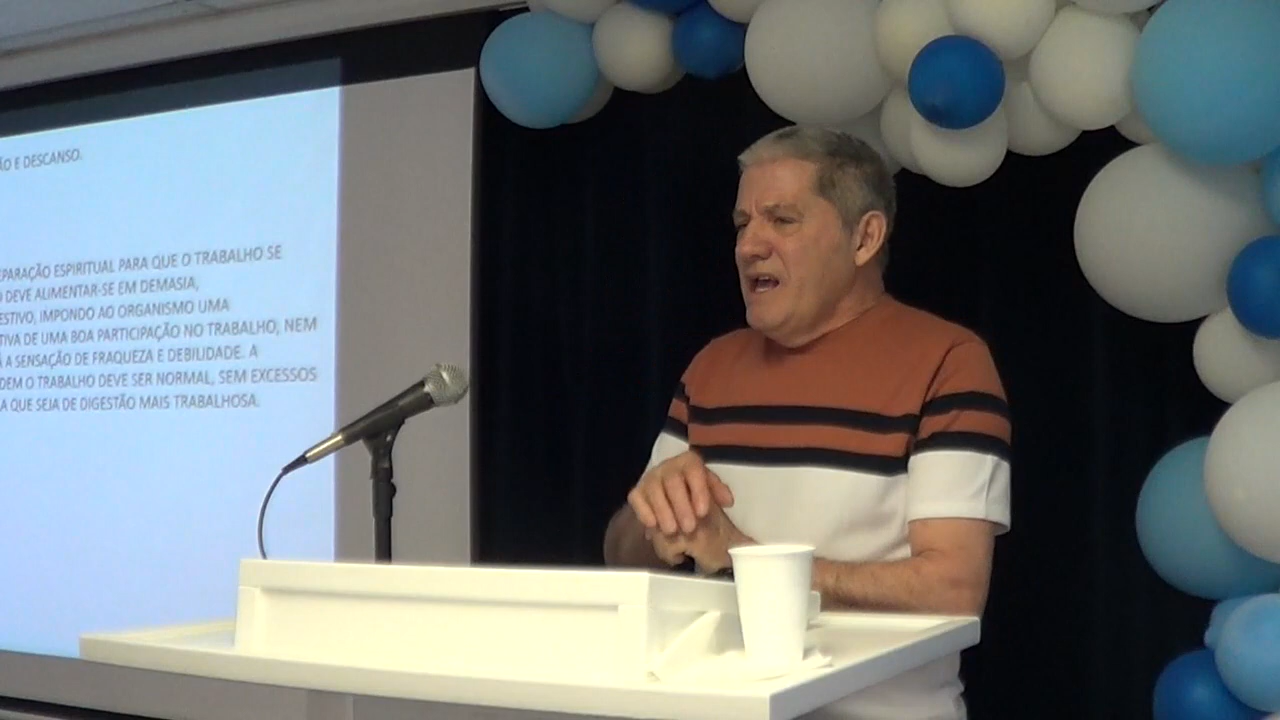 ÃO E DESCANSO.
EPARAÇÃO ESPIRITUAL PARA QUE O TRABALHO SE
DEVE ALIMENTAR-SE EM DEMASIA,
ESTIVO, IMPONDO AO ORGANISMO UMA
TIVA DE UMA BOA PARTICIPAÇÃO NO TRABALHO, NEM
A SENSAÇÃO DE FRAQUEZA E DEBILIDADE. A
DEM O TRABALHO DEVE SER NORMAL, SEM EXCESSOS
A QUE SEJA DE DIGESTÃO MAIS TRABALHOSA.